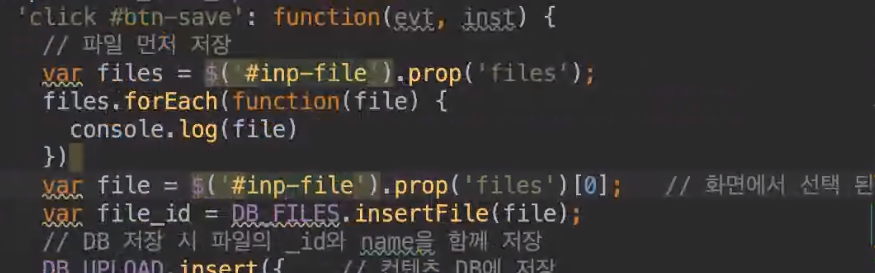 'click #btn-save': function(evt, inst) {
// 파일 먼저 저장
var files = $('#inp-file').prop('files');
files.forEach(function(file) {
console.log(file)
})
var file = $('#inp-file').prop('files')[0]; // 화면에서 선택 된
var file_id = DB_FILES.insertFile(file);
// DB 저장 시 파일의 _id와 name을 함께 저장
DB_UPLOAD.insert({ // 컨텐츠 DB에 저장